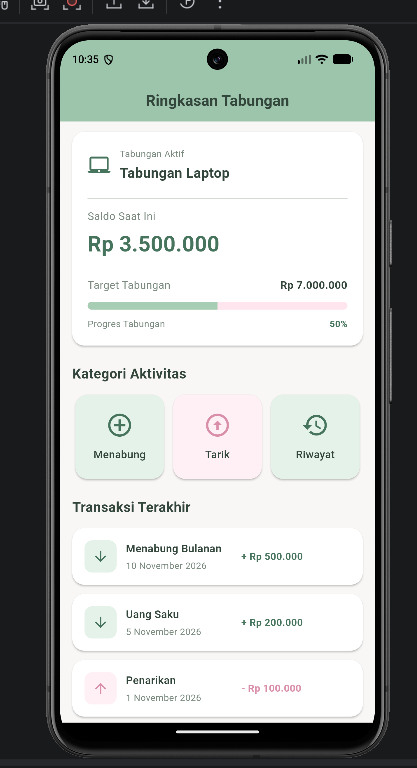 10:35
Ringkasan Tabungan
Tabungan Aktif
Tabungan Laptop
Saldo Saat Ini
Rp 3.500.000
Target Tabungan Rp 7.000.000
Progres Tabungan 50%
Kategori Aktivitas
Menabung Tarik Riwayat
Transaksi Terakhir
Menabung Bulanan + Rp 500.000
10 November 2026
Uang Saku + Rp 200.000
5 November 2026
Penarikan - Rp 100.000
1 November 2026